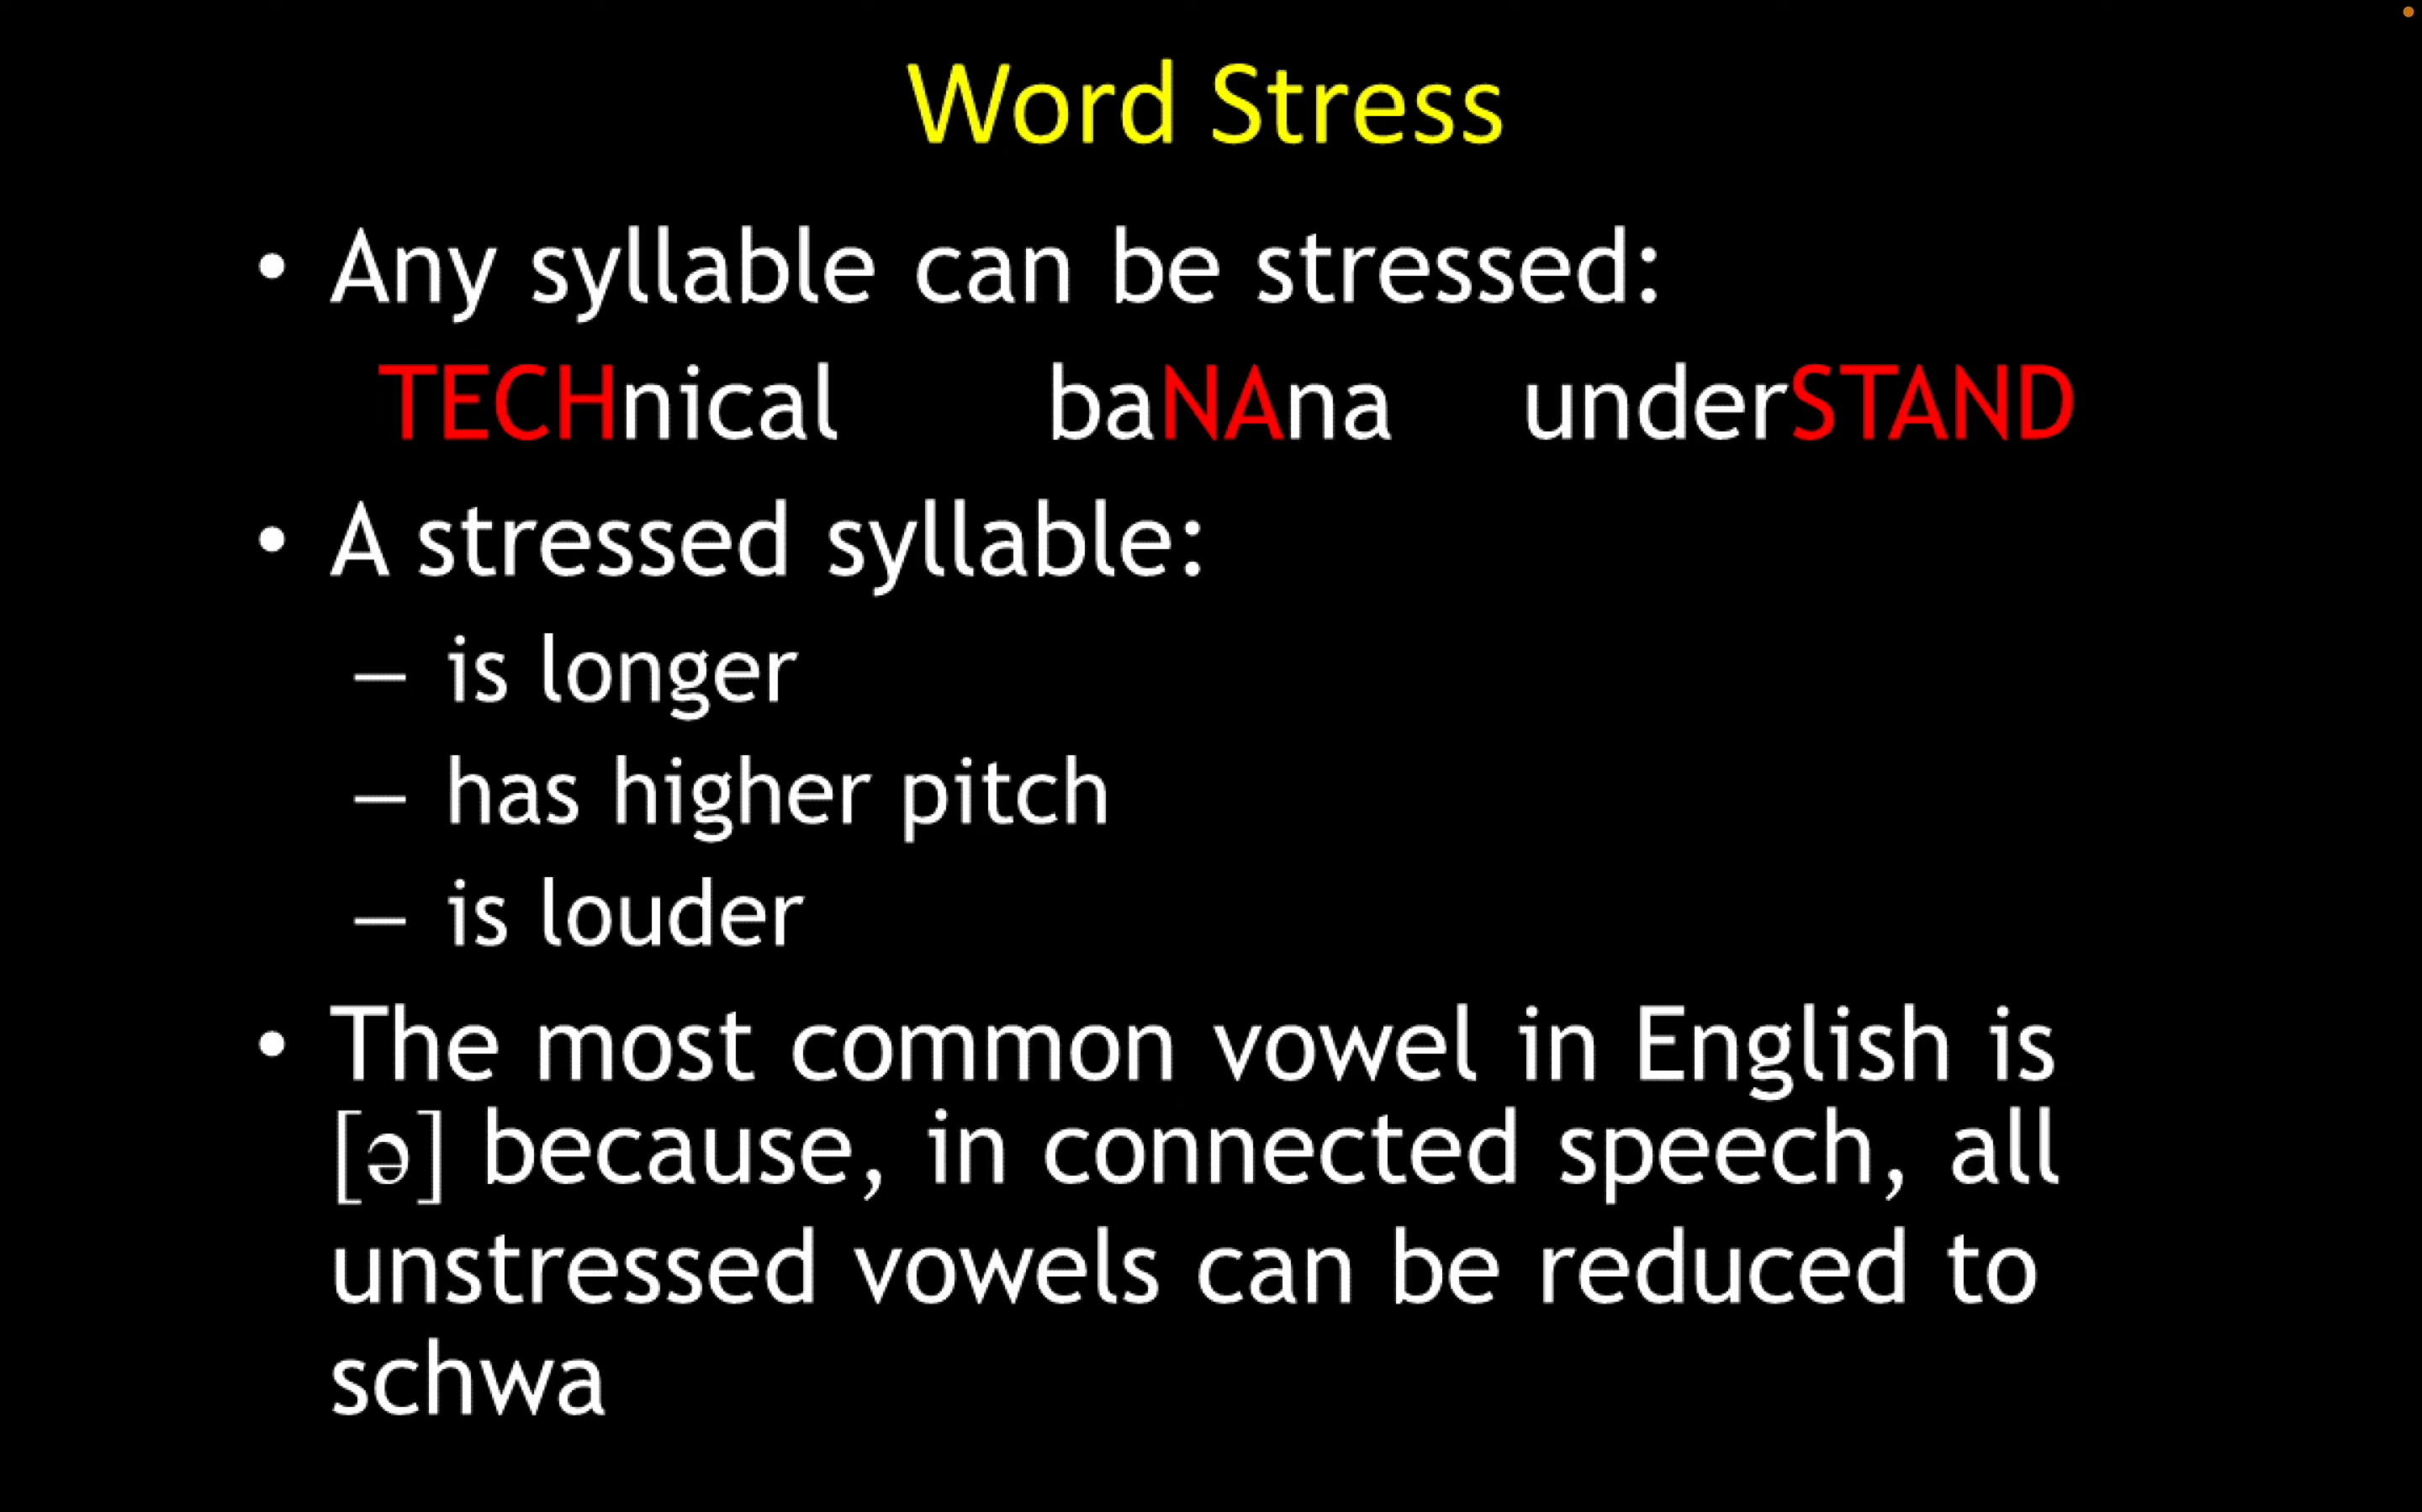 Word Stress
• Any syllable can be stressed:
TECHnical baNAna underSTAND
• A stressed syllable:
– is longer
– has higher pitch
– is louder
• The most common vowel in English is
[ə] because, in connected speech, all
unstressed vowels can be reduced to
schwa